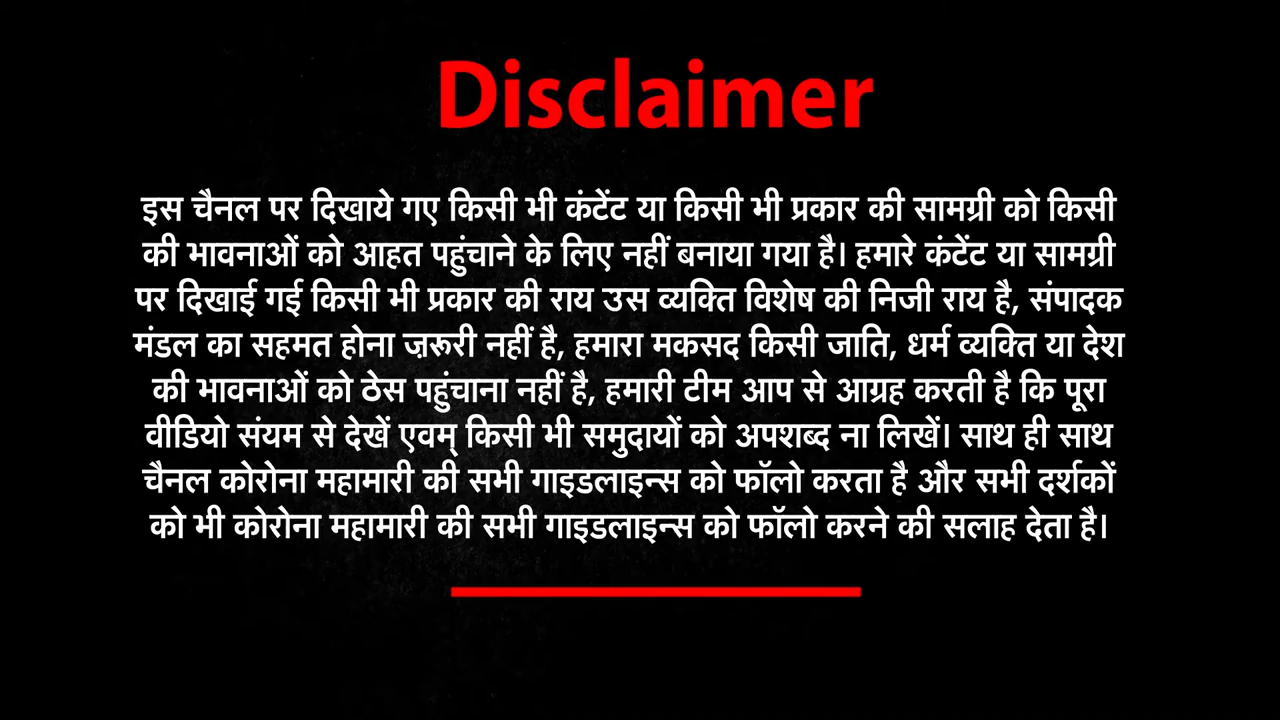 Disclaimer
इस चैनल पर दिखाये गए किसी भी कंटेंट या किसी भी प्रकार की सामग्री को किसी
की भावनाओं को आहत पहुंचाने के लिए नहीं बनाया गया है। हमारे कंटेंट या सामग्री
पर दिखाई गई किसी भी प्रकार की राय उस व्यक्ति विशेष की निजी राय है, संपादक
मंडल का सहमत होना ज़रूरी नहीं है, हमारा मकसद किसी जाति, धर्म व्यक्ति या देश
की भावनाओं को ठेस पहुंचाना नहीं है, हमारी टीम आप से आग्रह करती है कि पूरा
वीडियो संयम से देखें एवम् किसी भी समुदायों को अपशब्द ना लिखें। साथ ही साथ
चैनल कोरोना महामारी की सभी गाइडलाइन्स को फॉलो करता है और सभी दर्शकों
को भी कोरोना महामारी की सभी गाइडलाइन्स को फॉलो करने की सलाह देता है।